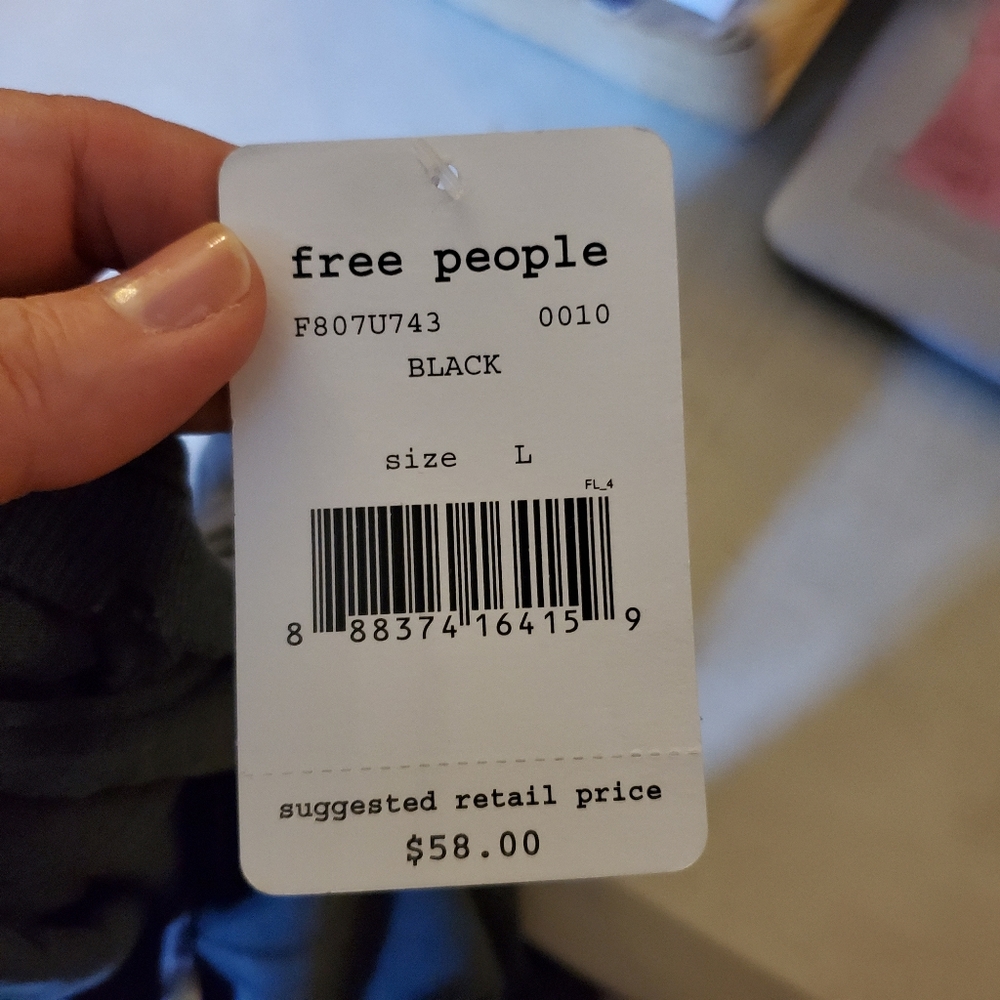 free people
F807U743 0010
BLACK
size L
FL_4
8 88374 16415 9
suggested retail price
$58.00